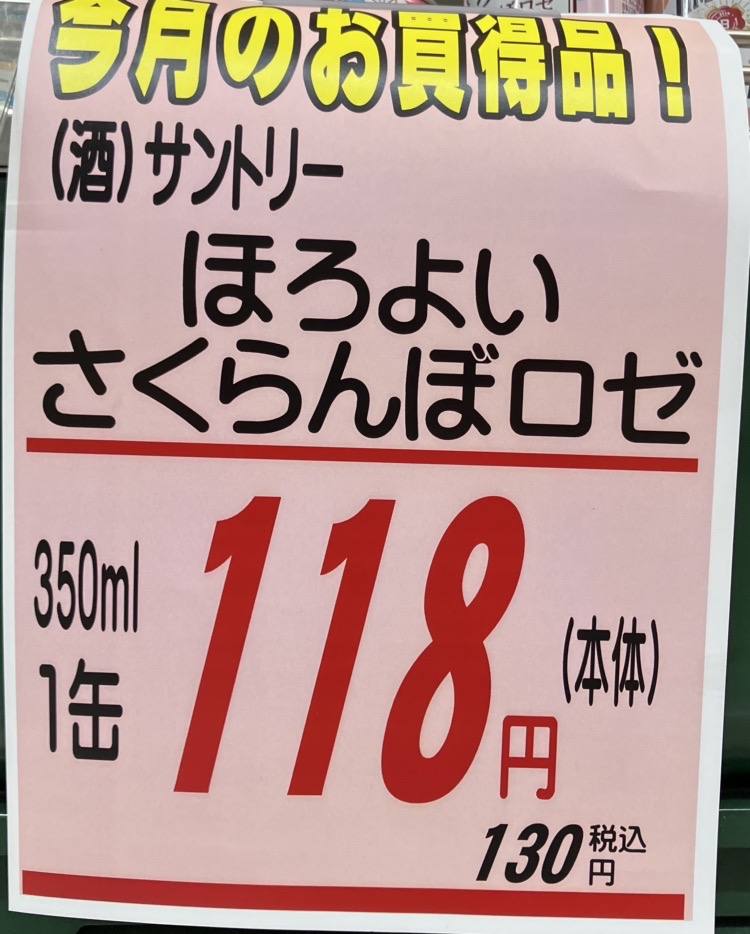 今月のお買得品!
(酒)サントリー
ほろよい
さくらんぼロゼ
350ml
1缶
118円
(本体)
130円
税込